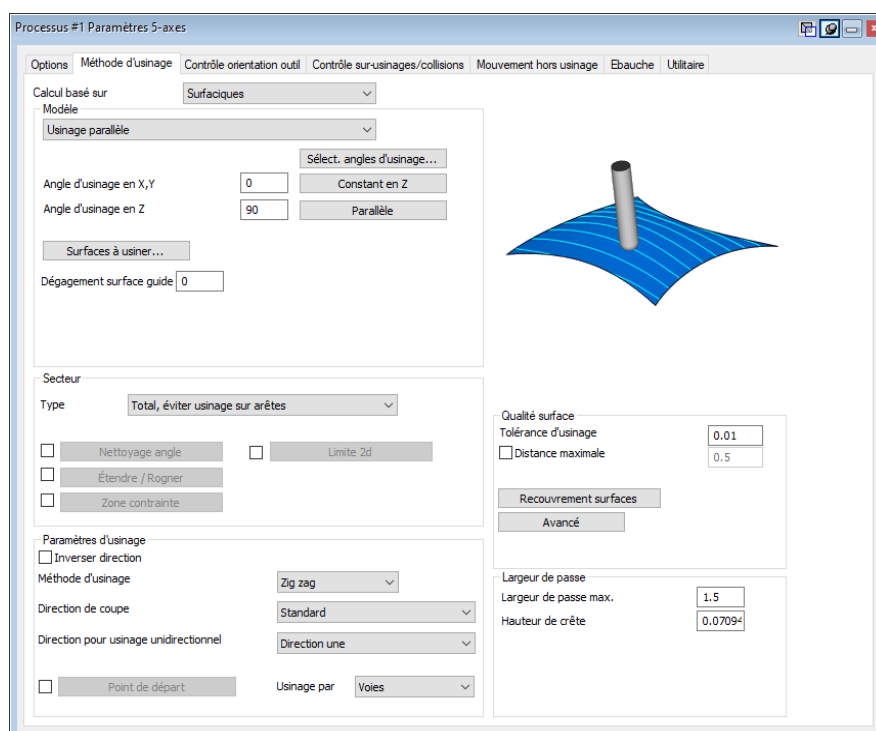 Processus #1 Paramètres 5-axes
Options Méthode d'usinage Contrôle orientation outil Contrôle sur-usinages/collisions Mouvement hors usinage Ebauche Utilitaire
Calcul basé sur Surfaciques
Modèle
Usinage parallèle
Sélect. angles d'usinage...
Angle d'usinage en X,Y 0 Constant en Z
Angle d'usinage en Z 90 Parallèle
Surfaces à usiner...
Dégagement surface guide 0
Secteur
Type Total, éviter usinage sur arêtes
Nettoyage angle Limite 2d
Étendre / Rogner
Zone contrainte
Qualité surface
Tolérance d'usinage 0.01
Distance maximale 0.5
Recouvrement surfaces
Avancé
Paramètres d'usinage
Inverser direction
Méthode d'usinage Zig zag
Direction de coupe Standard
Direction pour usinage unidirectionnel Direction une
Point de départ Usinage par Voies
Largeur de passe
Largeur de passe max. 1.5
Hauteur de crête 0.07094